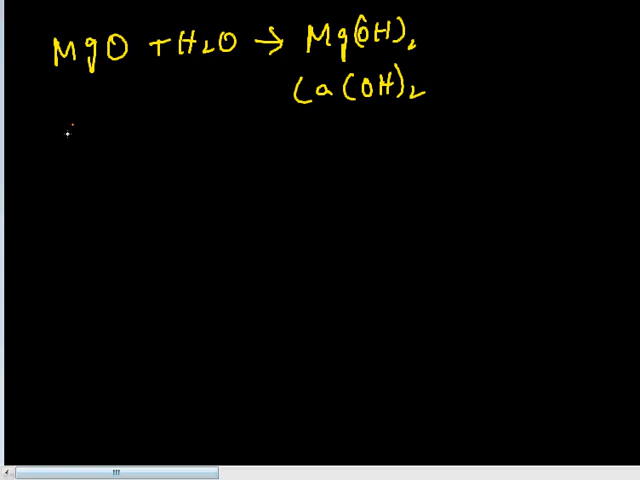 MgO + H₂O → Mg(OH)₂
Ca(OH)₂